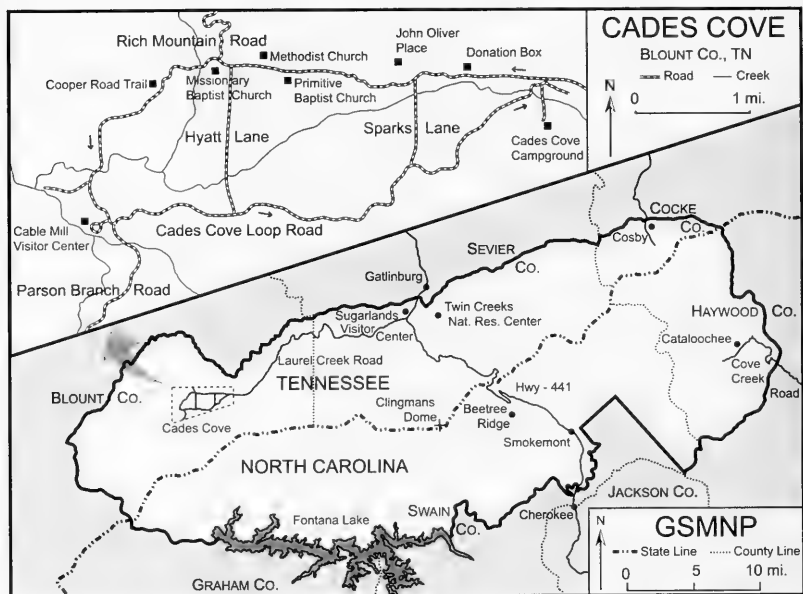 CADES COVE
BLOUNT CO., TN
Road
Creek
N
0
1 mi.
Rich Mountain Road
Methodist Church
John Oliver
Place
Donation Box
Cooper Road Trail
Missionary
Baptist Church
Primitive
Baptist Church
Hyatt Lane
Sparks Lane
Cades Cove
Campground
Cable Mill
Visitor Center
Cades Cove Loop Road
Parson Branch Road
COCKE
CO.
Cosby
SEVIER
CO.
Gatlinburg
Sugarlands
Visitor
Center
Twin Creeks
Nat. Res. Center
HAYWOOD CO.
Cataloochee
Cove
Creek
Road
Laurel Creek Road
TENNESSEE
BLOUNT CO.
Cades Cove
Clingmans
Dome
Hwy - 441
Beetree
Ridge
Smokemont
NORTH CAROLINA
JACKSON CO.
Cherokee
Fontana Lake
SWAIN
CO.
GRAHAM CO.
N
GSMNP
State Line
County Line
0
5
10 mi.